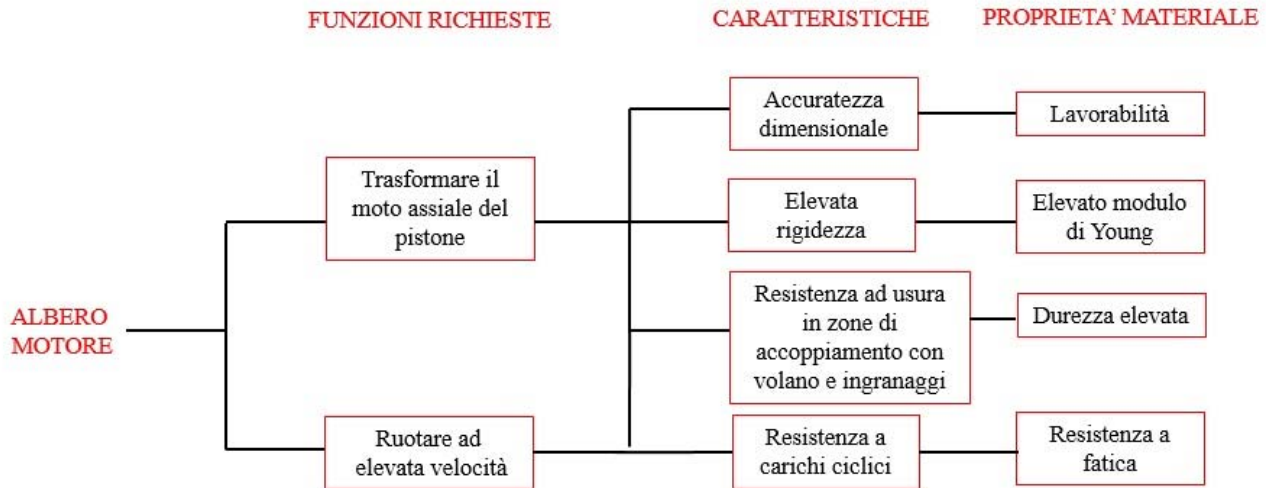 FUNZIONI RICHIESTE
CARATTERISTICHE
PROPRIETA’ MATERIALE
Accuratezza
dimensionale
Lavorabilità
Trasformare il
moto assiale del
pistone
Elevata
rigidezza
Elevato modulo
di Young
ALBERO
MOTORE
Resistenza ad usura
in zone di
accoppiamento con
volano e ingranaggi
Durezza elevata
Ruotare ad
elevata velocità
Resistenza a
carichi ciclici
Resistenza a
fatica